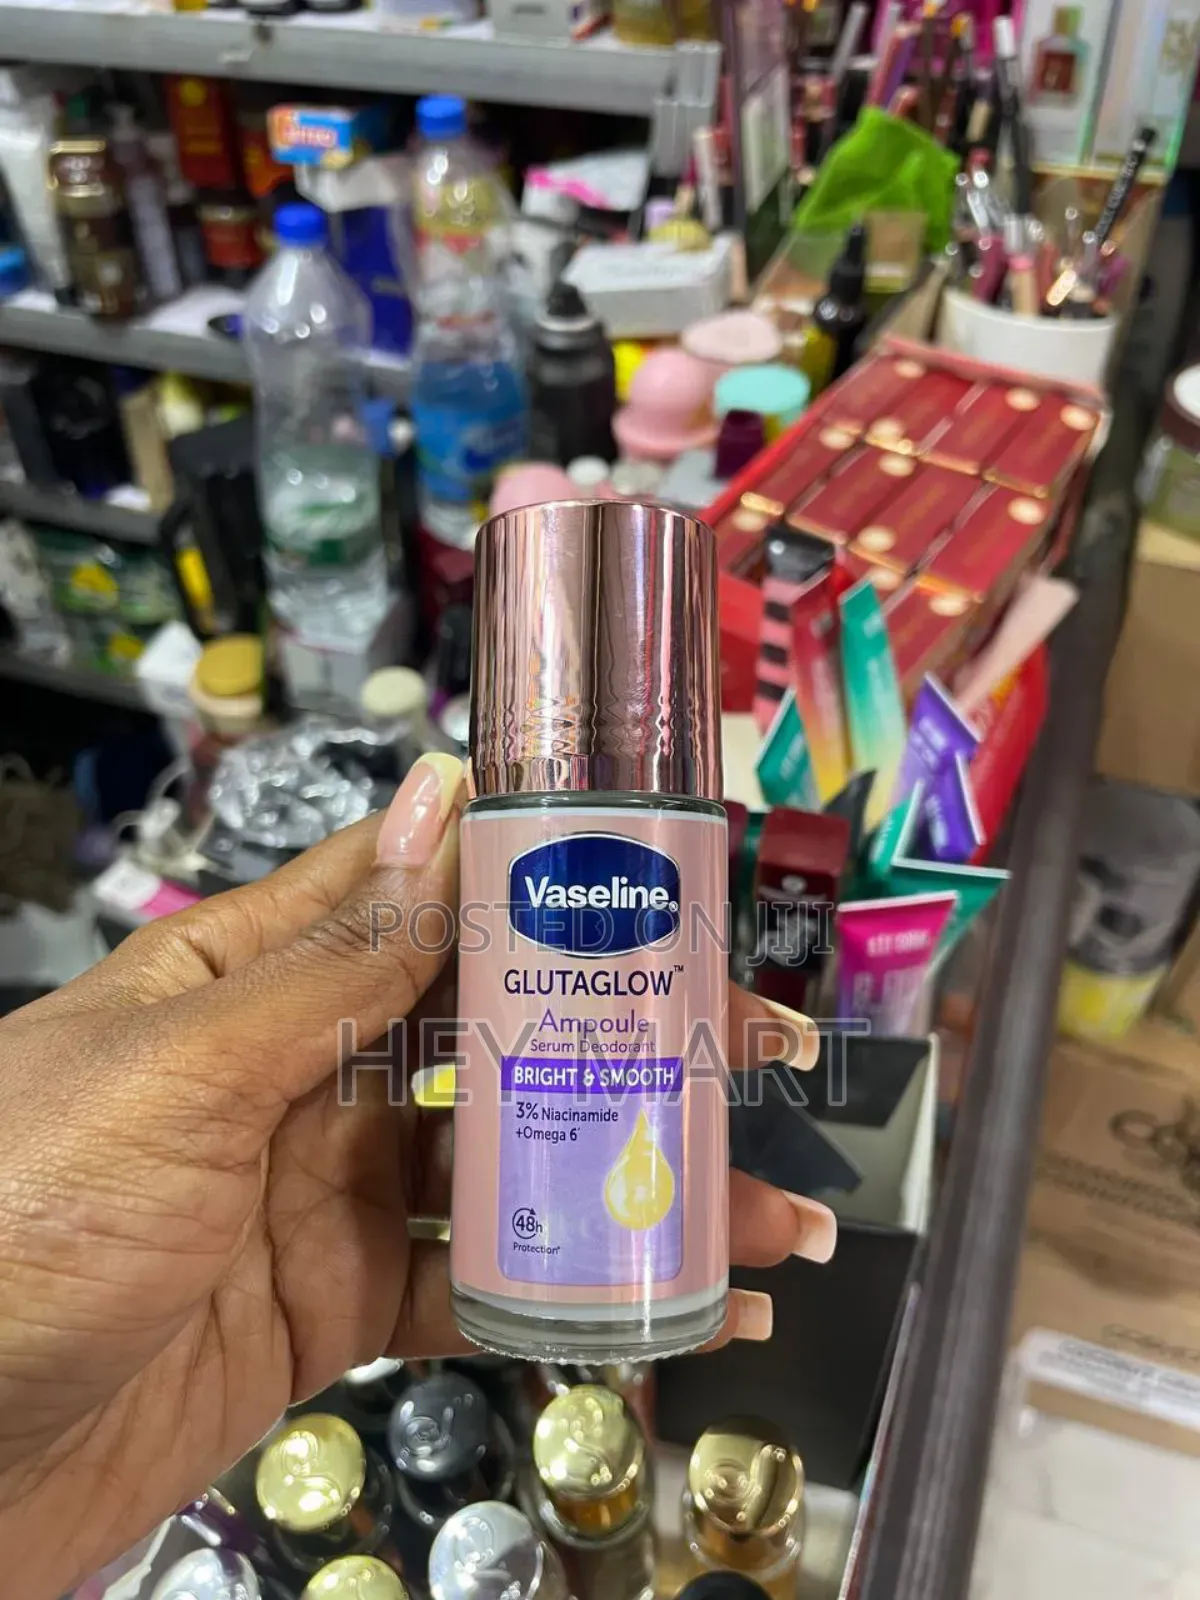 Vaseline®
POSTED ON JIJI
GLUTAGLOW™
Ampoule
Serum Deodorant
HEY MART
BRIGHT & SMOOTH
3% Niacinamide
+Omega 6*
48h
Protection*